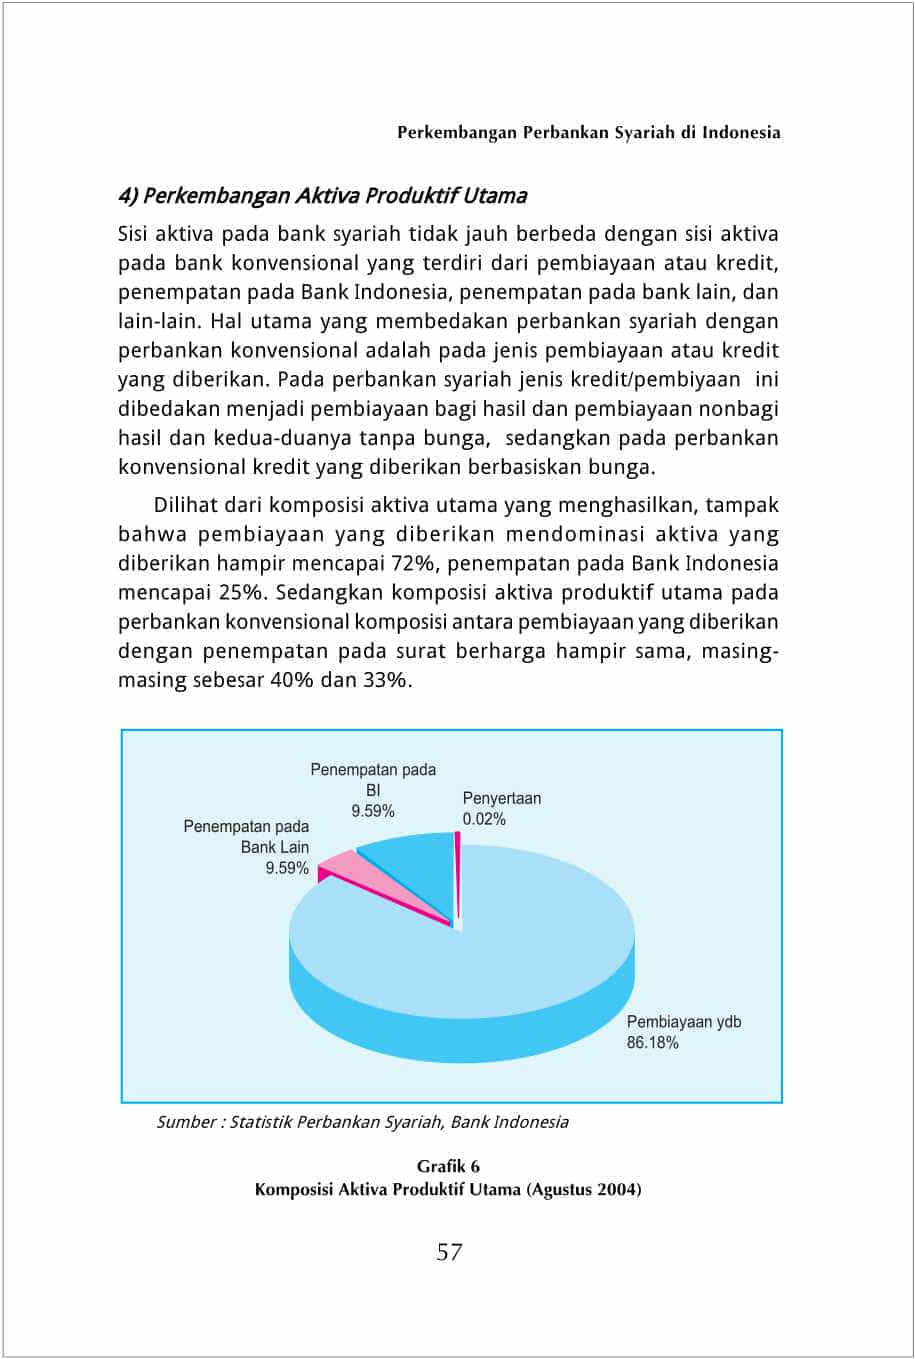 Perkembangan Perbankan Syariah di Indonesia
4) Perkembangan Aktiva Produktif Utama
Sisi aktiva pada bank syariah tidak jauh berbeda dengan sisi aktiva
pada bank konvensional yang terdiri dari pembiayaan atau kredit,
penempatan pada Bank Indonesia, penempatan pada bank lain, dan
lain-lain. Hal utama yang membedakan perbankan syariah dengan
perbankan konvensional adalah pada jenis pembiayaan atau kredit
yang diberikan. Pada perbankan syariah jenis kredit/pembiyaan ini
dibedakan menjadi pembiayaan bagi hasil dan pembiayaan nonbagi
hasil dan kedua-duanya tanpa bunga, sedangkan pada perbankan
konvensional kredit yang diberikan berbasiskan bunga.
Dilihat dari komposisi aktiva utama yang menghasilkan, tampak
bahwa pembiayaan yang diberikan mendominasi aktiva yang
diberikan hampir mencapai 72%, penempatan pada Bank Indonesia
mencapai 25%. Sedangkan komposisi aktiva produktif utama pada
perbankan konvensional komposisi antara pembiayaan yang diberikan
dengan penempatan pada surat berharga hampir sama, masing-
masing sebesar 40% dan 33%.
Penempatan pada
BI
9.59%
Penyertaan
0.02%
Penempatan pada
Bank Lain
9.59%
Pembiayaan ydb
86.18%
Sumber : Statistik Perbankan Syariah, Bank Indonesia
Grafik 6
Komposisi Aktiva Produktif Utama (Agustus 2004)
57